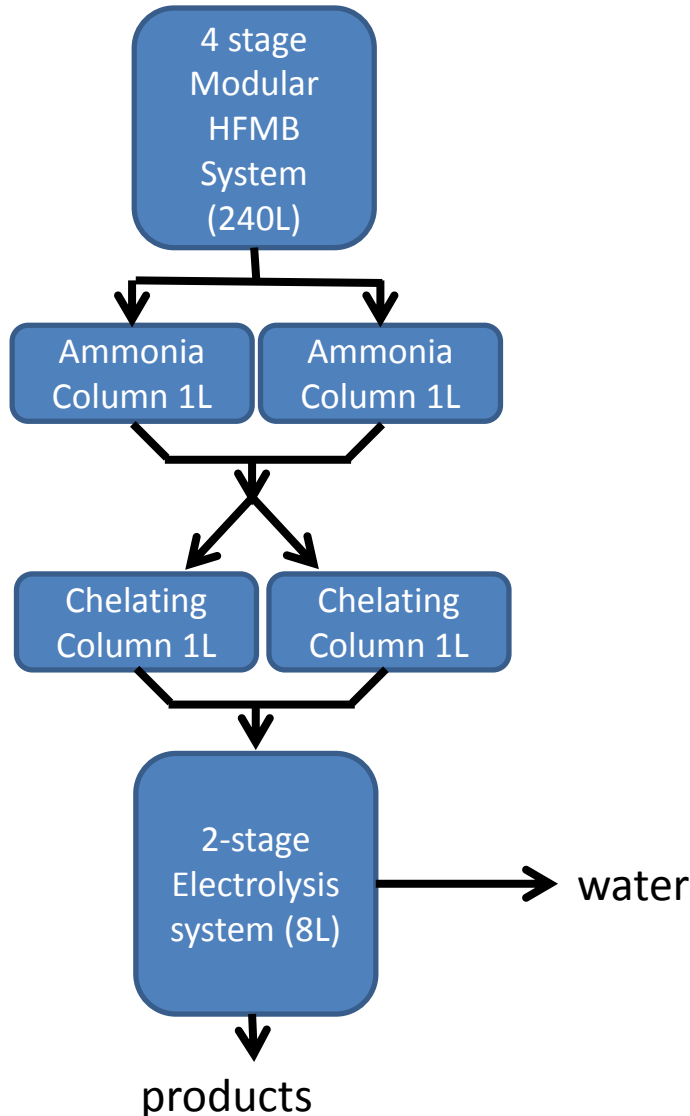 4 stage
Modular
HFMB
System
(240L)
Ammonia
Column 1L
Ammonia
Column 1L
Chelating
Column 1L
Chelating
Column 1L
2-stage
Electrolysis
system (8L)
water
products